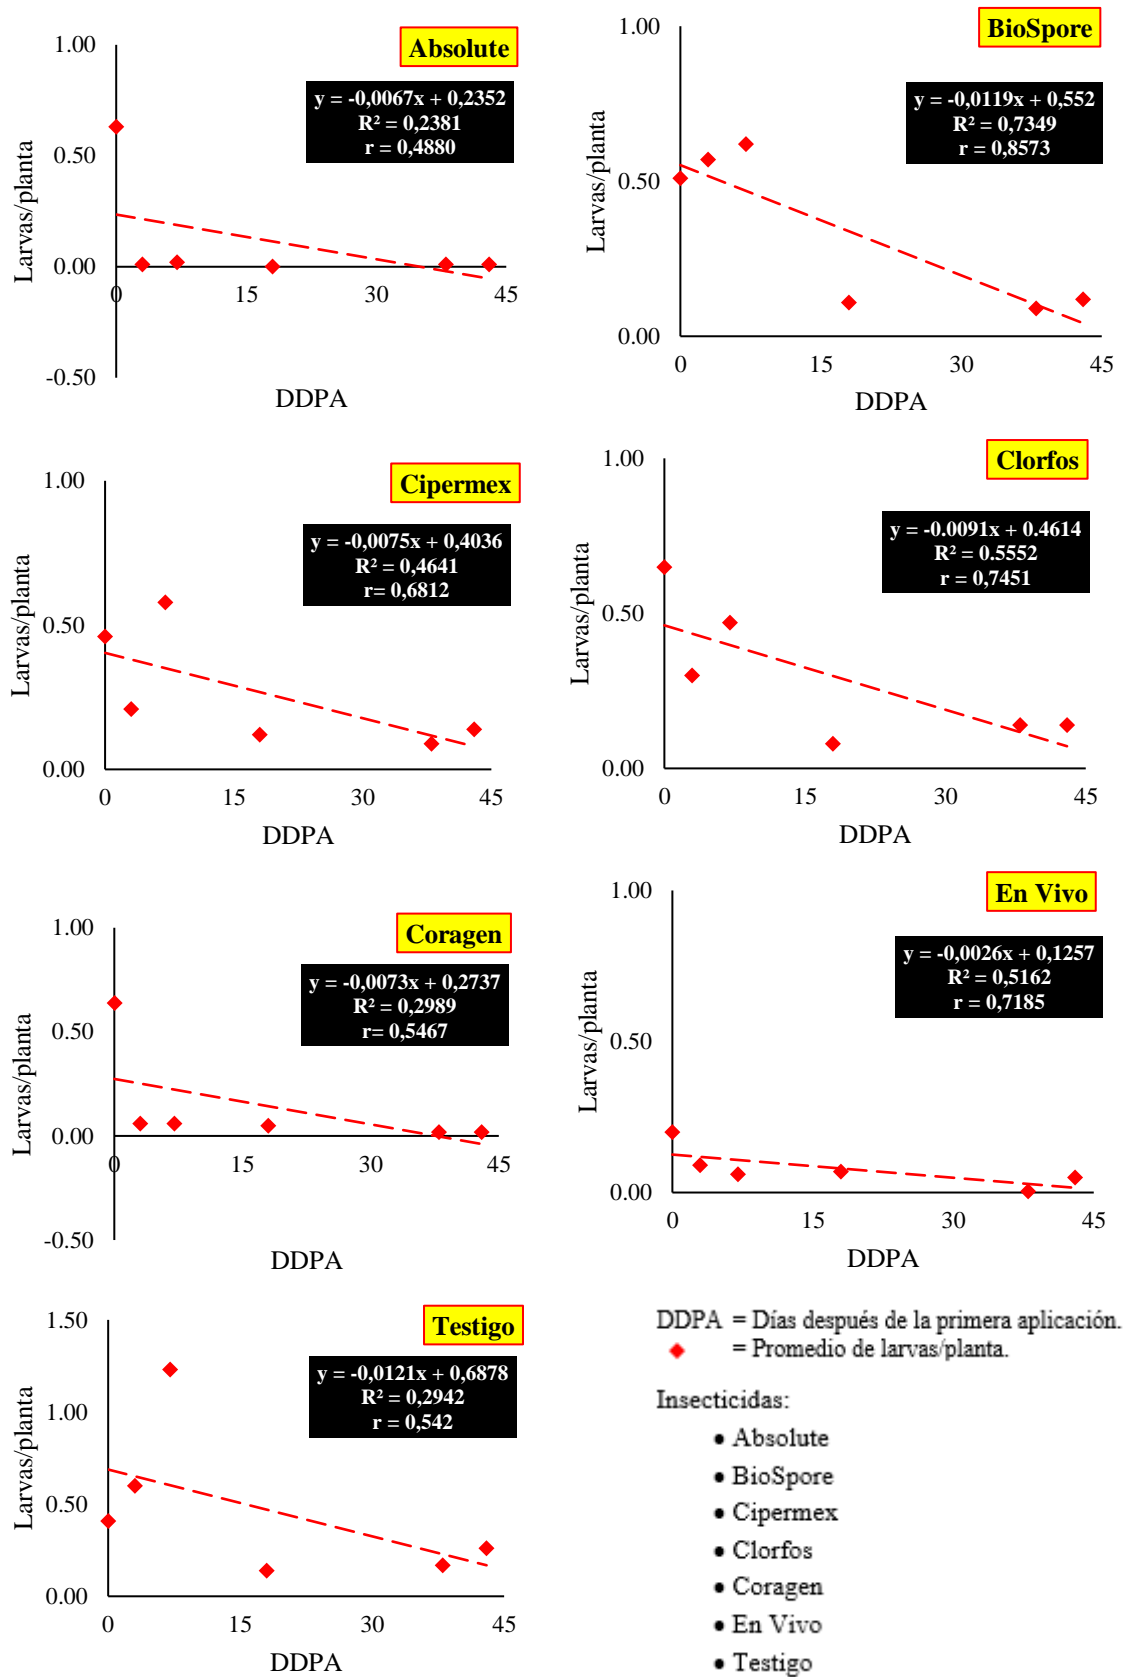 Absolute
1.00
0.50
0.00
-0.50
0
15
30
45
Larvas/planta
DDPA
y = -0,0067x + 0,2352
R² = 0,2381
r = 0,4880
BioSpore
1.00
0.50
0.00
0
15
30
45
Larvas/planta
DDPA
y = -0,0119x + 0,552
R² = 0,7349
r = 0,8573
Cipermex
1.00
0.50
0.00
0
15
30
45
Larvas/planta
DDPA
y = -0,0075x + 0,4036
R² = 0,4641
r= 0,6812
Clorfos
1.00
0.50
0.00
0
15
30
45
Larvas/planta
DDPA
y = -0.0091x + 0.4614
R² = 0.5552
r = 0,7451
Coragen
1.00
0.50
0.00
-0.50
0
15
30
45
Larvas/planta
DDPA
y = -0,0073x + 0,2737
R² = 0,2989
r= 0,5467
En Vivo
1.00
0.50
0.00
0
15
30
45
Larvas/planta
DDPA
y = -0,0026x + 0,1257
R² = 0,5162
r = 0,7185
Testigo
1.50
1.00
0.50
0.00
0
15
30
45
Larvas/planta
DDPA
y = -0,0121x + 0,6878
R² = 0,2942
r = 0,542
DDPA = Días después de la primera aplicación.
= Promedio de larvas/planta.
Insecticidas:
• Absolute
• BioSpore
• Cipermex
• Clorfos
• Coragen
• En Vivo
• Testigo